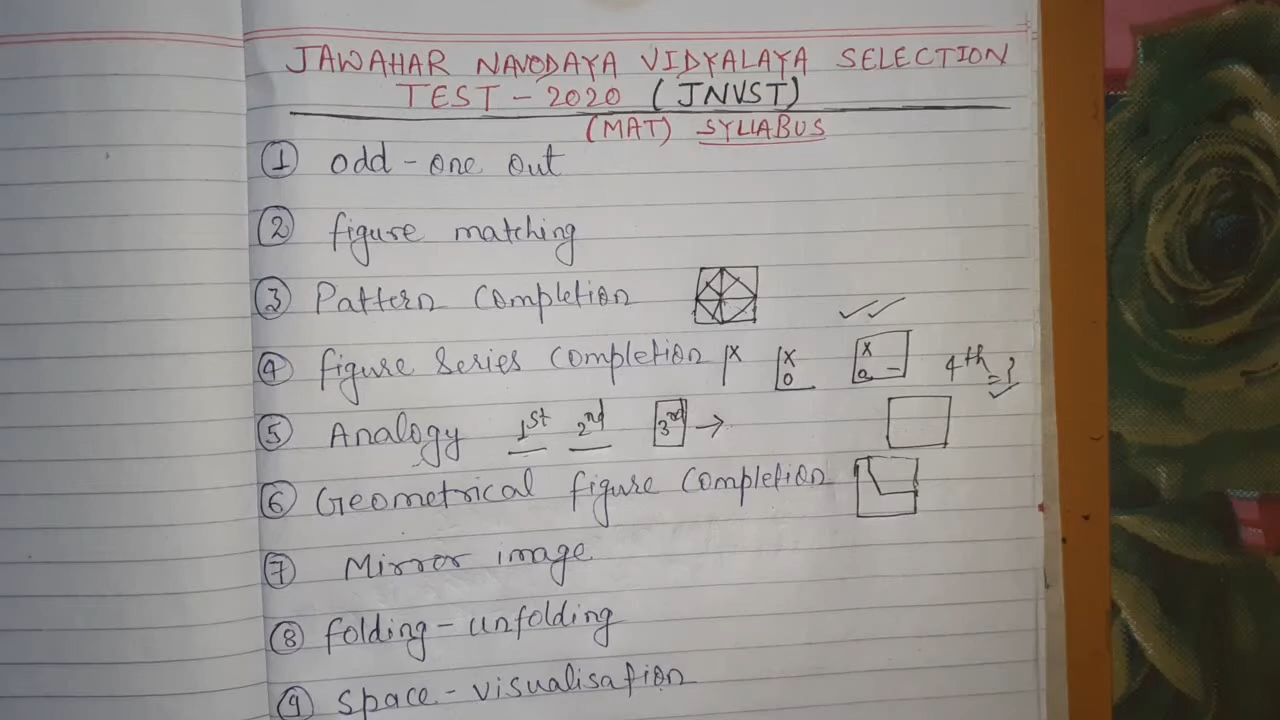 JAWAHAR NAVODAYA VIDYALAYA SELECTION
TEST - 2020 (JNVST)
(MAT) SYLLABUS
① odd - one out
② figure matching
③ Pattern Completion
④ figure Series Completion x x o x o - 4th = ?
⑤ Analogy 1st 2nd 3rd →
⑥ Geometrical figure Completion
⑦ Mirror image
⑧ folding - unfolding
⑨ Space - visualisation